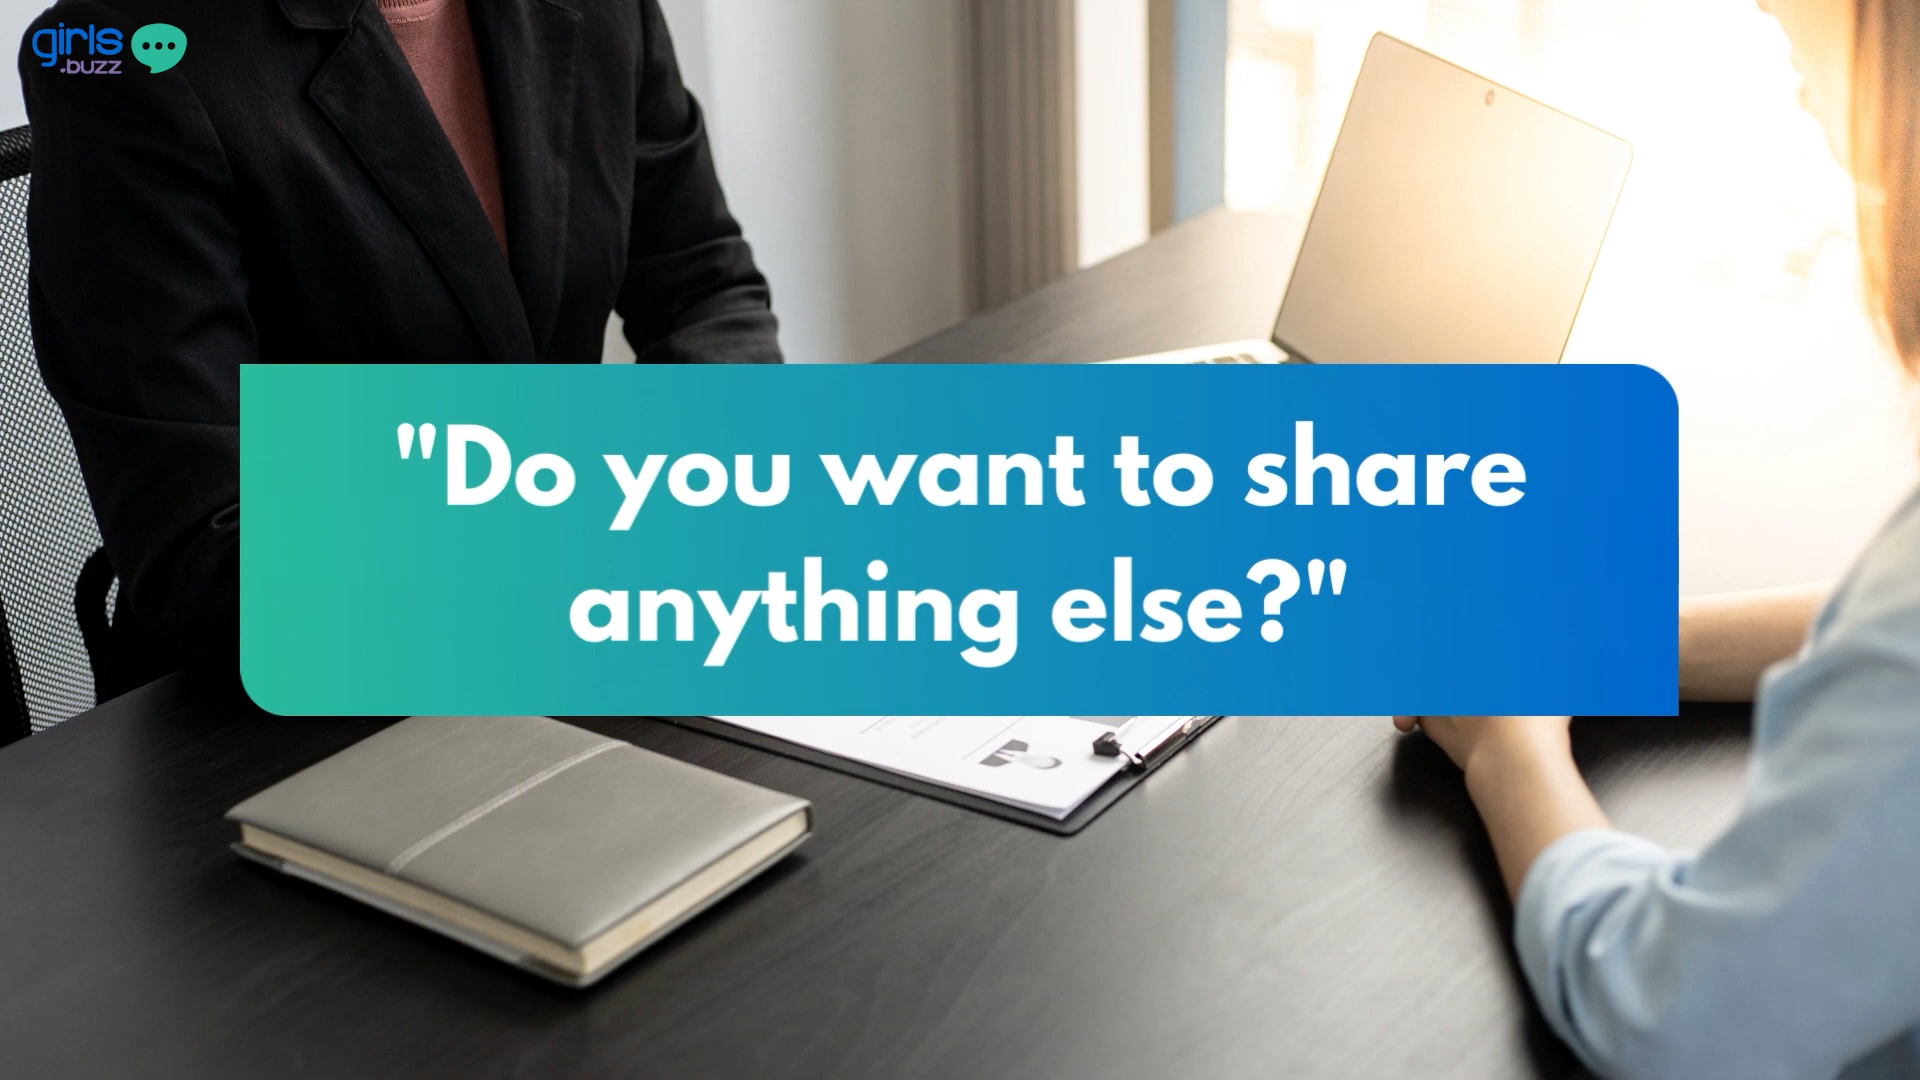 girls
.buzz
"Do you want to share
anything else?"